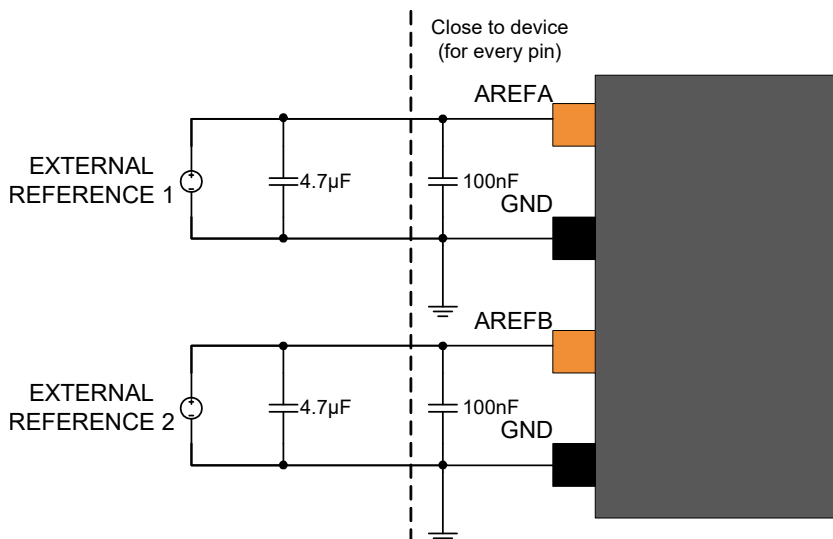 Close to device
(for every pin)
AREFA
EXTERNAL
REFERENCE 1
4.7µF
100nF
GND
AREFB
EXTERNAL
REFERENCE 2
4.7µF
100nF
GND